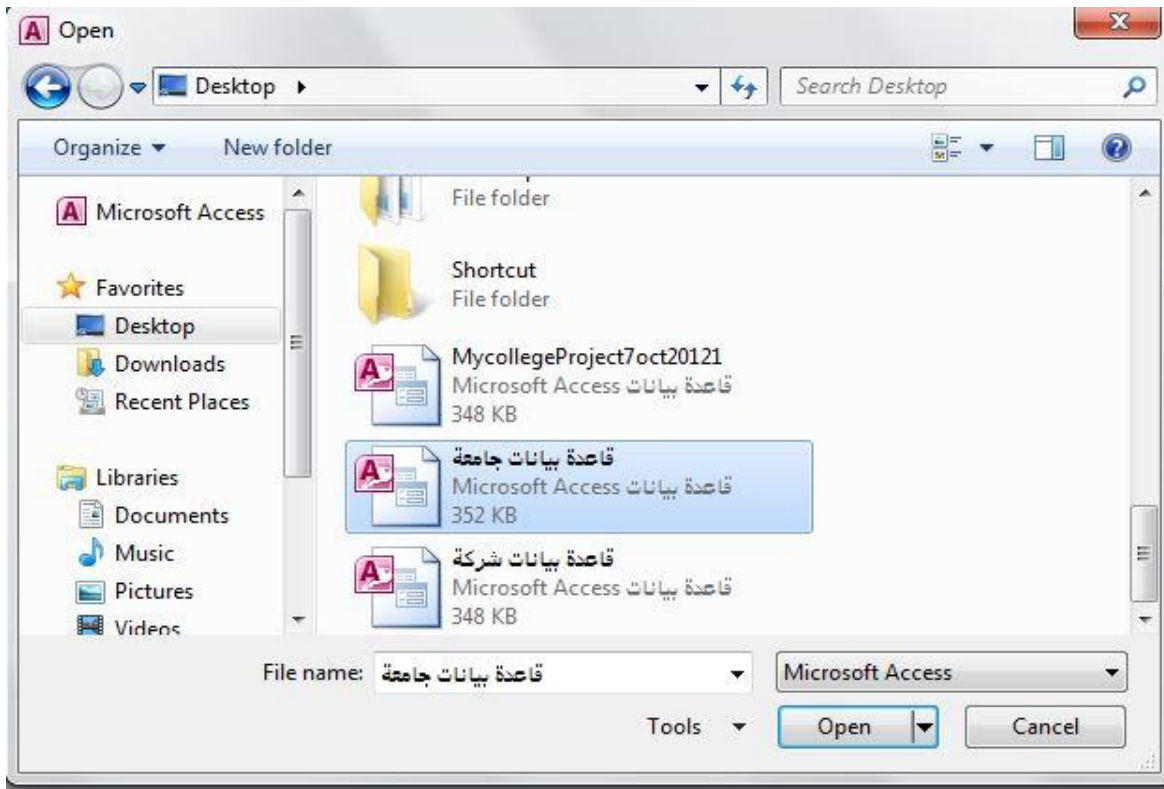 Open
Desktop
Search Desktop
Organize
New folder
Microsoft Access
Favorites
Desktop
Downloads
Recent Places
Libraries
Documents
Music
Pictures
Videos
File folder
Shortcut
File folder
MycollegeProject7oct20121
قاعدة بيانات Microsoft Access
348 KB
قاعدة بيانات جامعة
قاعدة بيانات Microsoft Access
352 KB
قاعدة بيانات شركة
قاعدة بيانات Microsoft Access
348 KB
File name: قاعدة بيانات جامعة
Microsoft Access
Tools
Open
Cancel